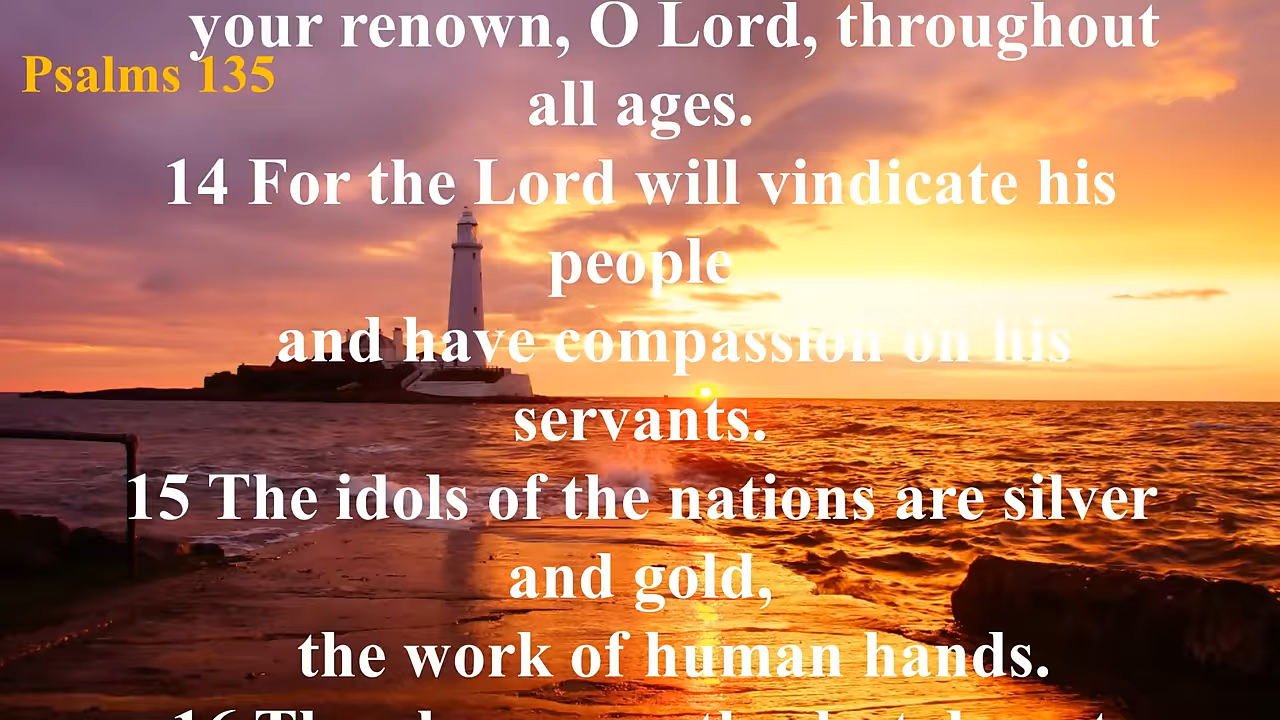 your renown, O Lord, throughout
Psalms 135
all ages.
14 For the Lord will vindicate his
people
and have compassion on his
servants.
15 The idols of the nations are silver
and gold,
the work of human hands.